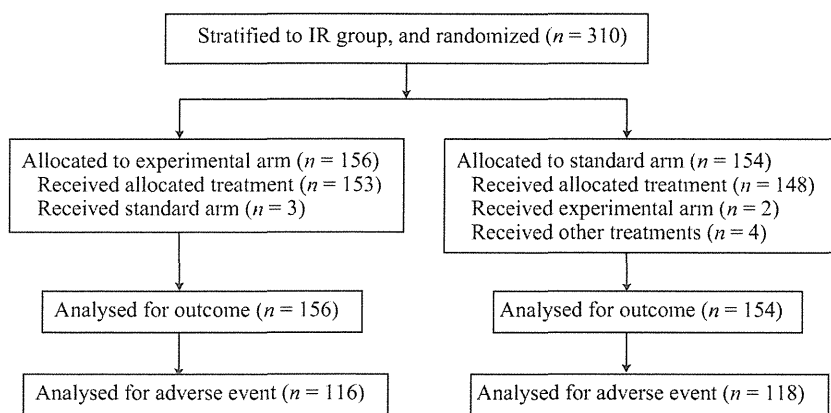 Stratified to IR group, and randomized (n = 310)
Allocated to experimental arm (n = 156)
Received allocated treatment (n = 153)
Received standard arm (n = 3)
Allocated to standard arm (n = 154)
Received allocated treatment (n = 148)
Received experimental arm (n = 2)
Received other treatments (n = 4)
Analysed for outcome (n = 156)
Analysed for outcome (n = 154)
Analysed for adverse event (n = 116)
Analysed for adverse event (n = 118)